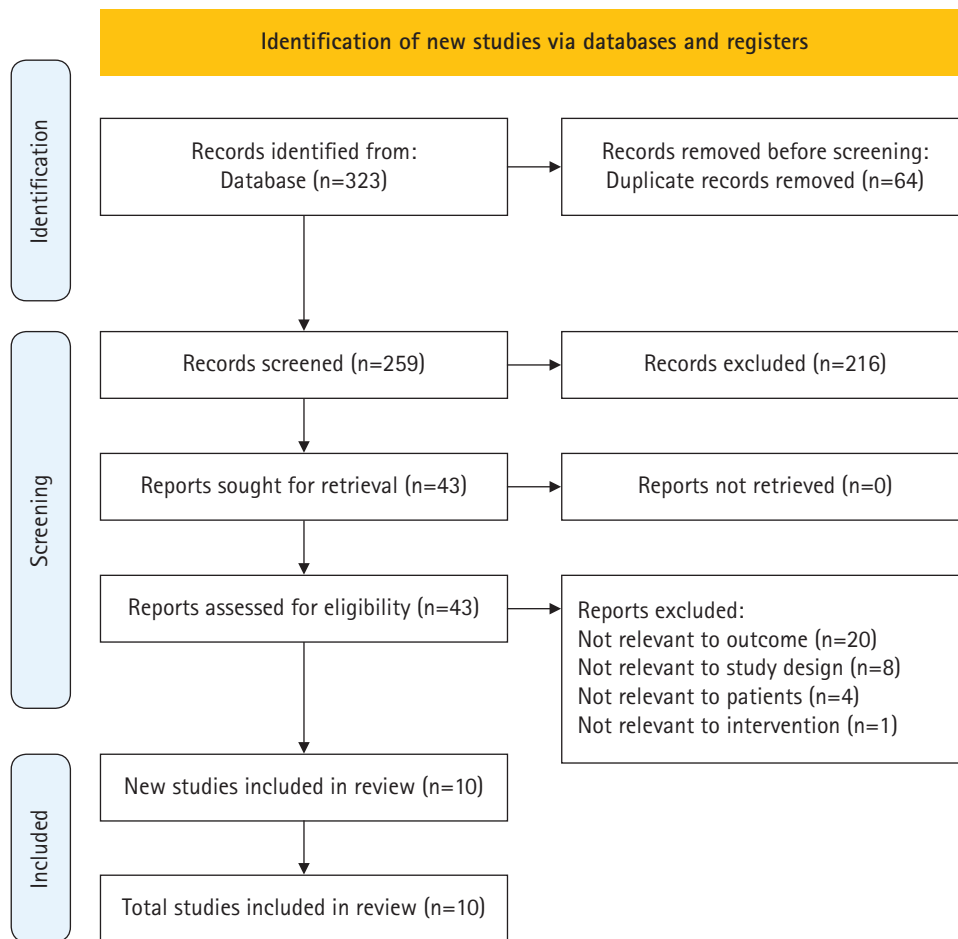 Identification of new studies via databases and registers
Identification
Records identified from:
Database (n=323)
Records removed before screening:
Duplicate records removed (n=64)
Screening
Records screened (n=259)
Records excluded (n=216)
Reports sought for retrieval (n=43)
Reports not retrieved (n=0)
Reports assessed for eligibility (n=43)
Reports excluded:
Not relevant to outcome (n=20)
Not relevant to study design (n=8)
Not relevant to patients (n=4)
Not relevant to intervention (n=1)
Included
New studies included in review (n=10)
Total studies included in review (n=10)